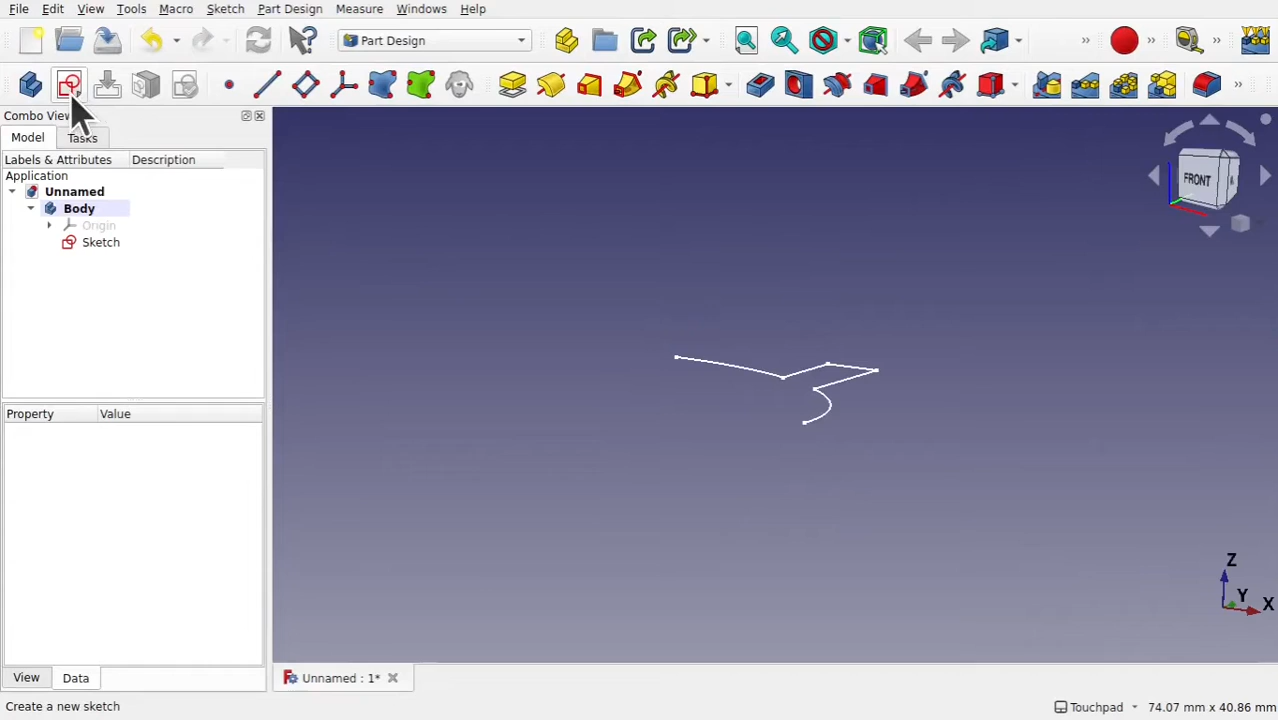 File Edit View Tools Macro Sketch Part Design Measure Windows Help
Part Design
Combo View
Model Tasks
Labels & Attributes Description
Application
Unnamed
Body
Origin
Sketch
FRONT
Property Value
Z
Y
X
View Data
Unnamed : 1*
Create a new sketch
Touchpad 74.07 mm x 40.86 mm